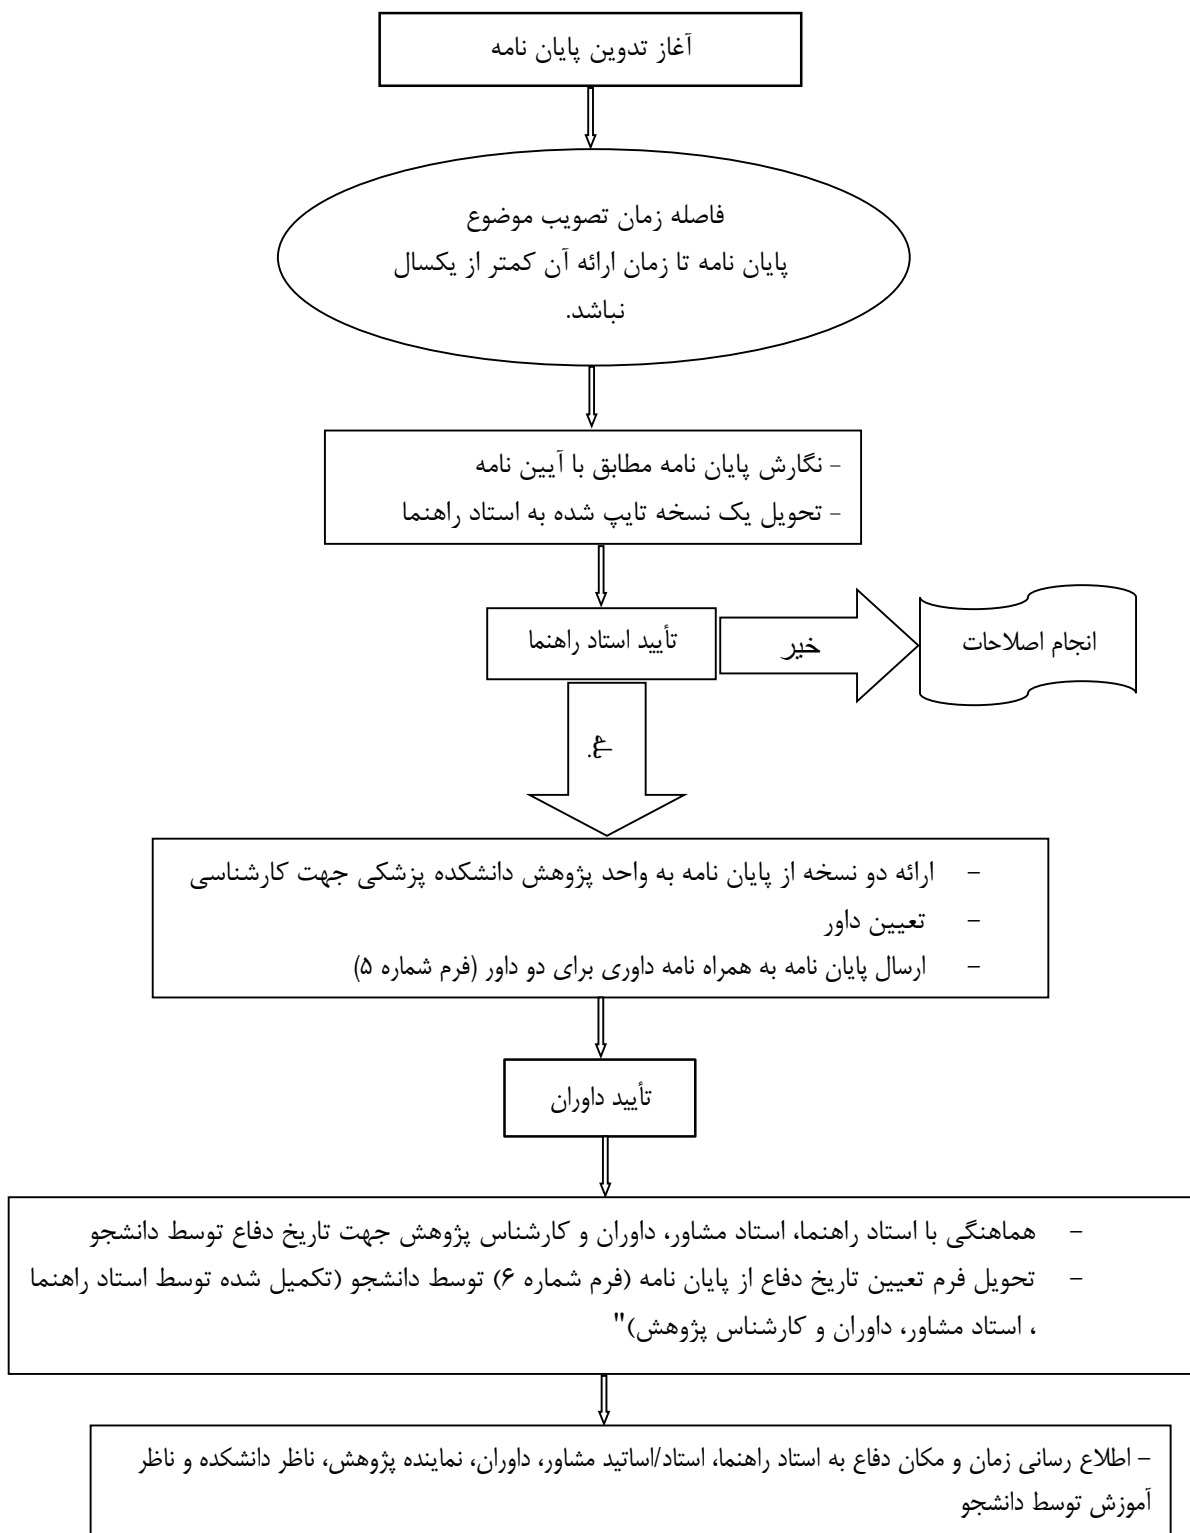 آغاز تدوین پایان نامه
فاصله زمان تصویب موضوع
پایان نامه تا زمان ارائه آن کمتر از یکسال
نباشد.
- نگارش پایان نامه مطابق با آیین نامه
- تحویل یک نسخه تایپ شده به استاد راهنما
تأیید استاد راهنما
خیر
انجام اصلاحات
بله
- ارائه دو نسخه از پایان نامه به واحد پژوهش دانشکده پزشکی جهت کارشناسی
- تعیین داور
- ارسال پایان نامه به همراه نامه داوری برای دو داور (فرم شماره ۵)
تأیید داوران
- هماهنگی با استاد راهنما، استاد مشاور، داوران و کارشناس پژوهش جهت تاریخ دفاع توسط دانشجو
- تحویل فرم تعیین تاریخ دفاع از پایان نامه (فرم شماره ۶) توسط دانشجو (تکمیل شده توسط استاد راهنما
، استاد مشاور، داوران و کارشناس پژوهش)"
- اطلاع رسانی زمان و مکان دفاع به استاد راهنما، استاد/اساتید مشاور، داوران، نماینده پژوهش، ناظر دانشکده و ناظر
آموزش توسط دانشجو